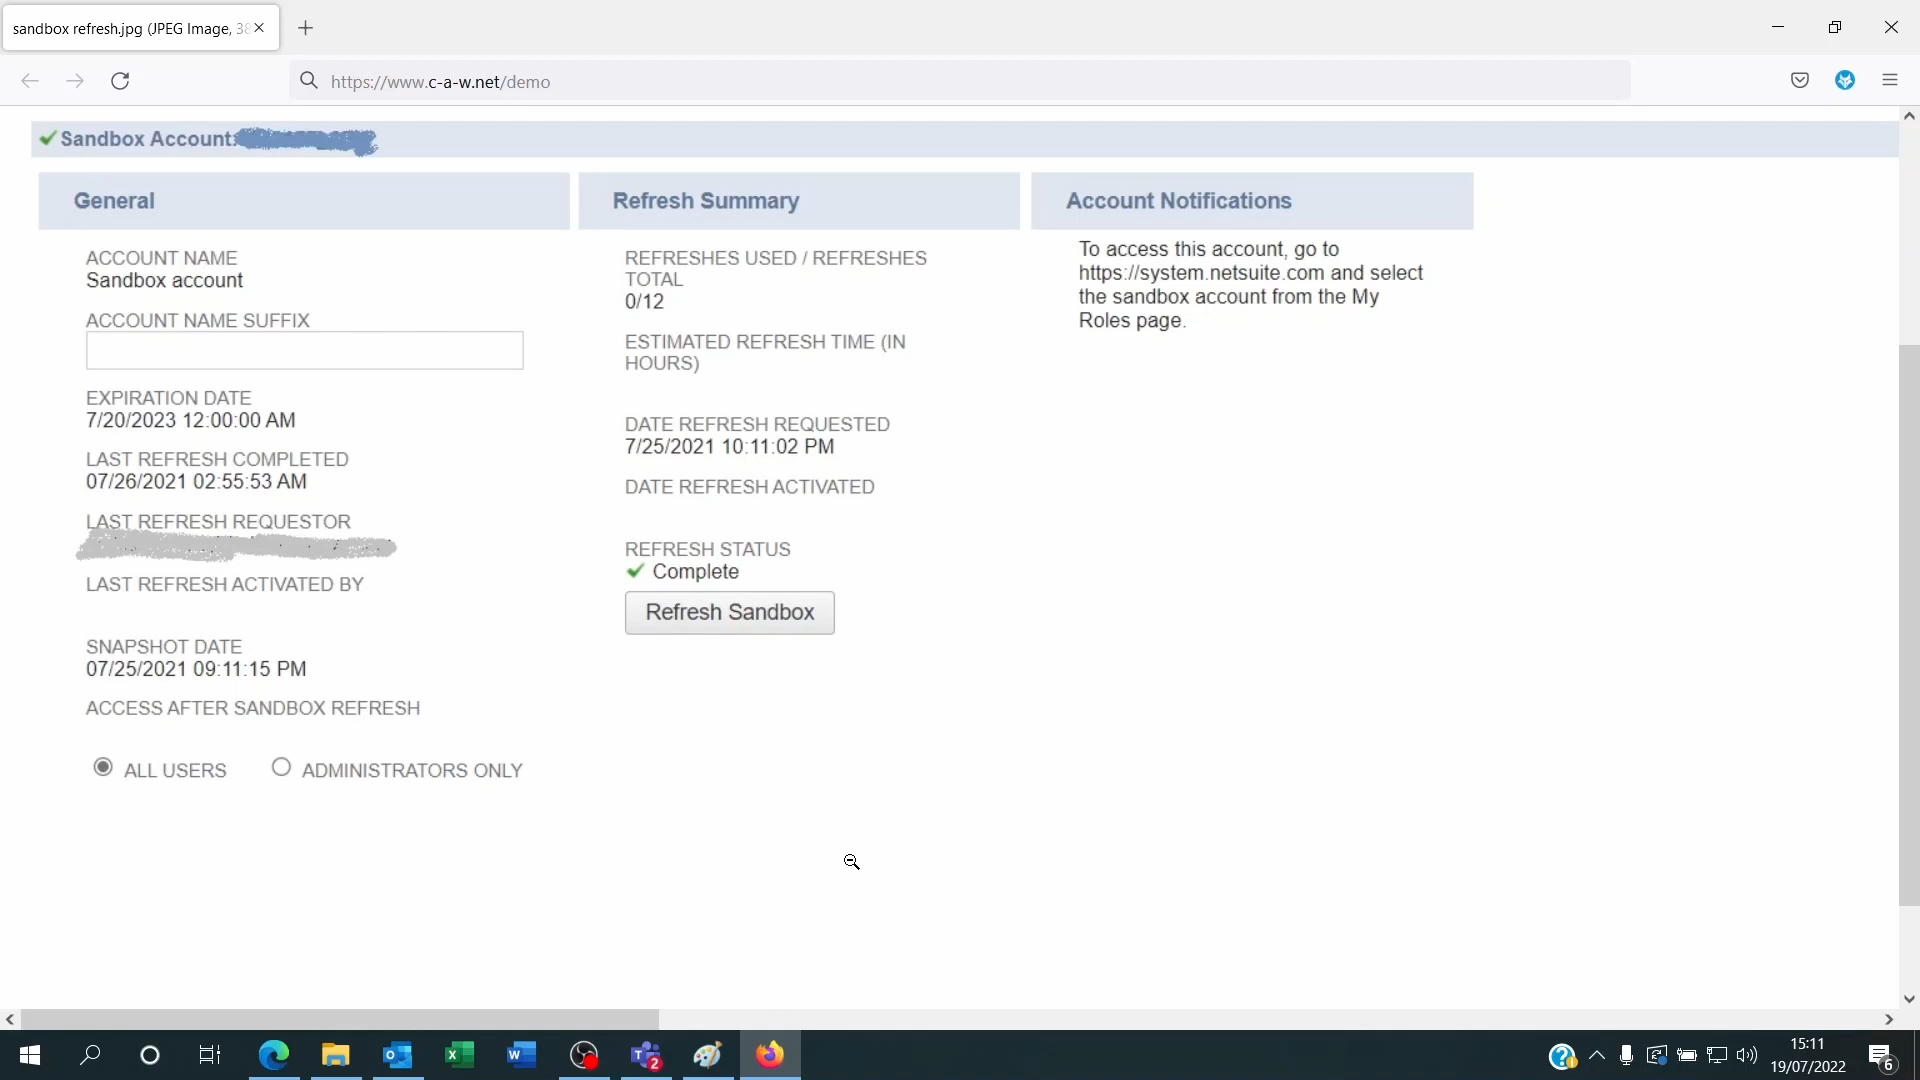 sandbox refresh.jpg (JPEG Image, 38
https://www.c-a-w.net/demo
Sandbox Account:
General
ACCOUNT NAME
Sandbox account
ACCOUNT NAME SUFFIX
EXPIRATION DATE
7/20/2023 12:00:00 AM
LAST REFRESH COMPLETED
07/26/2021 02:55:53 AM
LAST REFRESH REQUESTOR
LAST REFRESH ACTIVATED BY
SNAPSHOT DATE
07/25/2021 09:11:15 PM
ACCESS AFTER SANDBOX REFRESH
ALL USERS
ADMINISTRATORS ONLY
Refresh Summary
REFRESHES USED / REFRESHES
TOTAL
0/12
ESTIMATED REFRESH TIME (IN
HOURS)
DATE REFRESH REQUESTED
7/25/2021 10:11:02 PM
DATE REFRESH ACTIVATED
REFRESH STATUS
Complete
Refresh Sandbox
Account Notifications
To access this account, go to
https://system.netsuite.com and select
the sandbox account from the My
Roles page.
2
15:11
19/07/2022
6